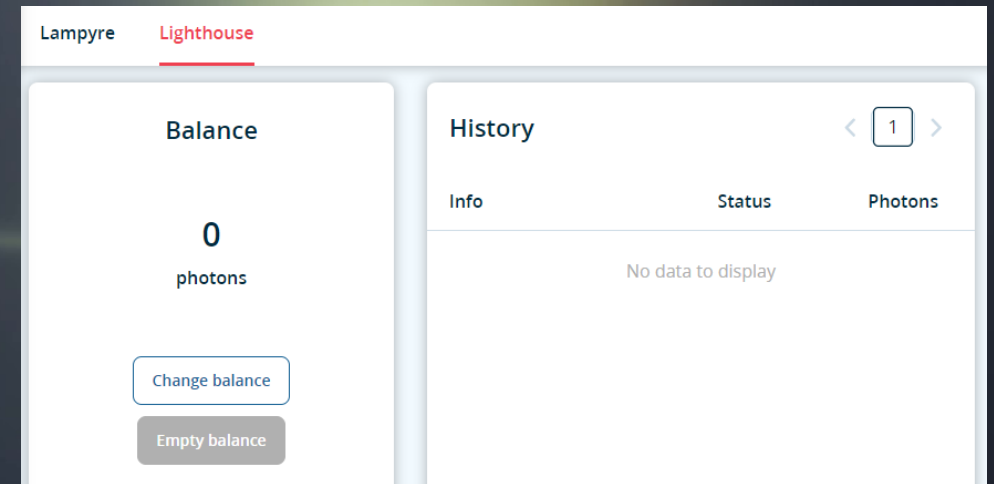 Lampyre Lighthouse
Balance
0
photons
Change balance
Empty balance
History
1
Info Status Photons
No data to display